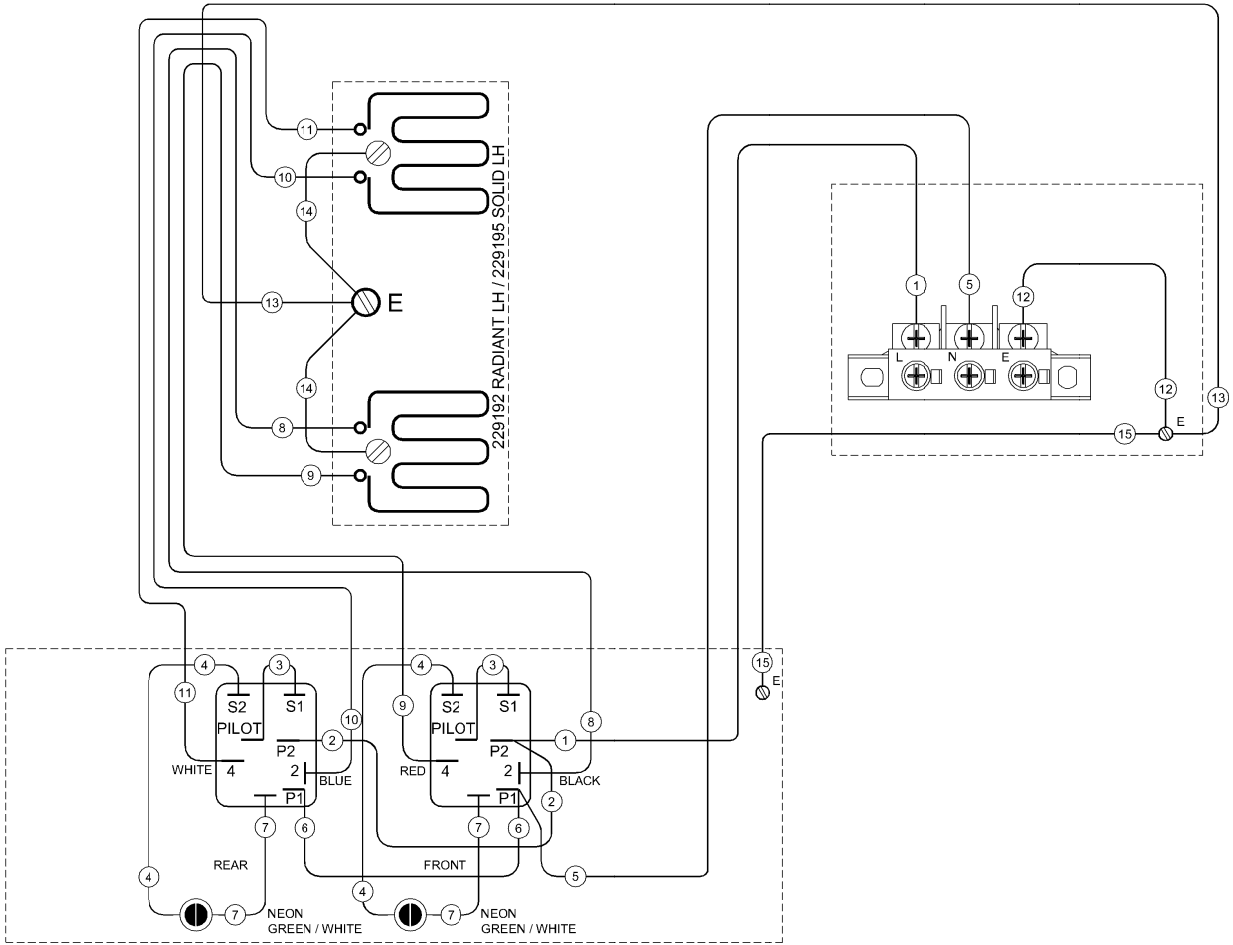 11
10
14
13
E
14
8
9
229192 RADIANT LH / 229195 SOLID LH
1
5
12
L
N
E
12
13
15
E
15
E
4
3
4
3
11
S2
S1
10
9
S2
S1
8
PILOT
P2
2
PILOT
P2
1
WHITE
4
2
BLUE
RED
4
2
BLACK
P1
P1
2
7
6
7
6
REAR
FRONT
4
5
4
7
NEON
GREEN / WHITE
7
NEON
GREEN / WHITE